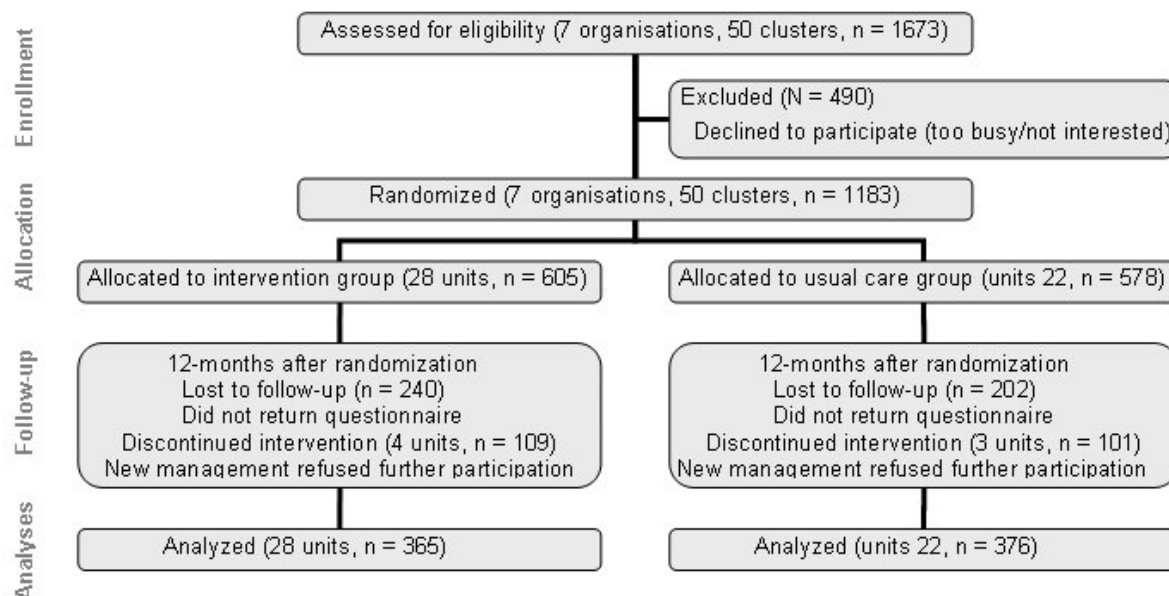 Enrollment
Assessed for eligibility (7 organisations, 50 clusters, n = 1673)
Excluded (N = 490)
Declined to participate (too busy/not interested)
Allocation
Randomized (7 organisations, 50 clusters, n = 1183)
Allocated to intervention group (28 units, n = 605)
Allocated to usual care group (units 22, n = 578)
Follow-up
12-months after randomization
Lost to follow-up (n = 240)
Did not return questionnaire
Discontinued intervention (4 units, n = 109)
New management refused further participation
12-months after randomization
Lost to follow-up (n = 202)
Did not return questionnaire
Discontinued intervention (3 units, n = 101)
New management refused further participation
Analyses
Analyzed (28 units, n = 365)
Analyzed (units 22, n = 376)